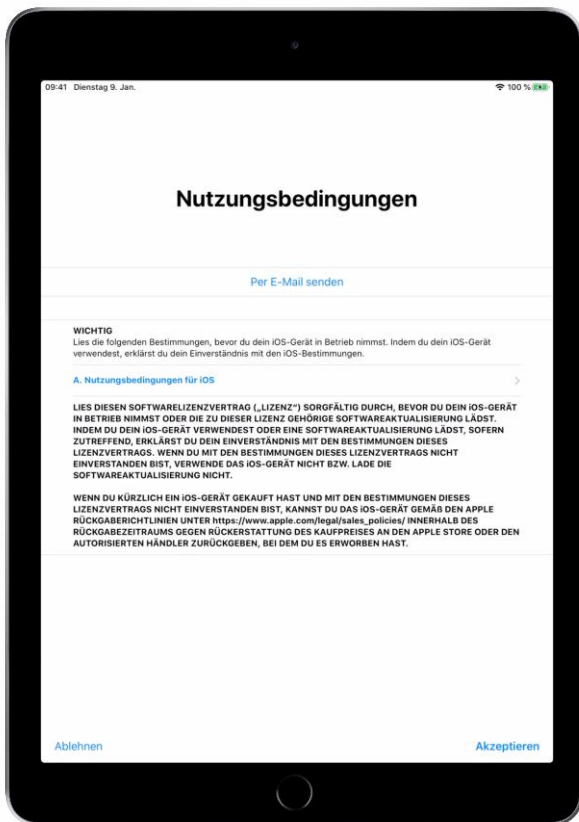 09:41 Dienstag 9. Jan.
100 %
Nutzungsbedingungen
Per E-Mail senden
WICHTIG
Lies die folgenden Bestimmungen, bevor du dein iOS-Gerät in Betrieb nimmst. Indem du dein iOS-Gerät
verwendest, erklärst du dein Einverständnis mit den iOS-Bestimmungen.
A. Nutzungsbedingungen für iOS
LIES DIESEN SOFTWARELIZENZVERTRAG („LIZENZ“) SORGFÄLTIG DURCH, BEVOR DU DEIN iOS-GERÄT
IN BETRIEB NIMMST ODER DIE ZU DIESER LIZENZ GEHÖRIGE SOFTWAREAKTUALISIERUNG LÄDST.
INDEM DU DEIN iOS-GERÄT VERWENDEST ODER EINE SOFTWAREAKTUALISIERUNG LÄDST, SOFERN
ZUTREFFEND, ERKLÄRST DU DEIN EINVERSTÄNDNIS MIT DEN BESTIMMUNGEN DIESES
LIZENZVERTRAGS. WENN DU MIT DEN BESTIMMUNGEN DIESES LIZENZVERTRAGS NICHT
EINVERSTANDEN BIST, VERWENDE DAS iOS-GERÄT NICHT BZW. LADE DIE
SOFTWAREAKTUALISIERUNG NICHT.
WENN DU KÜRZLICH EIN iOS-GERÄT GEKAUFT HAST UND MIT DEN BESTIMMUNGEN DIESES
LIZENZVERTRAGS NICHT EINVERSTANDEN BIST, KANNST DU DAS iOS-GERÄT GEMÄß DEN APPLE
RÜCKGABERICHTLINIEN UNTER https://www.apple.com/legal/sales_policies/ INNERHALB DES
RÜCKGABEZEITRAUMS GEGEN RÜCKERSTATTUNG DES KAUFPREISES AN DEN APPLE STORE ODER DEN
AUTORISIERTEN HÄNDLER ZURÜCKGEBEN, BEI DEM DU ES ERWORBEN HAST.
Ablehnen
Akzeptieren